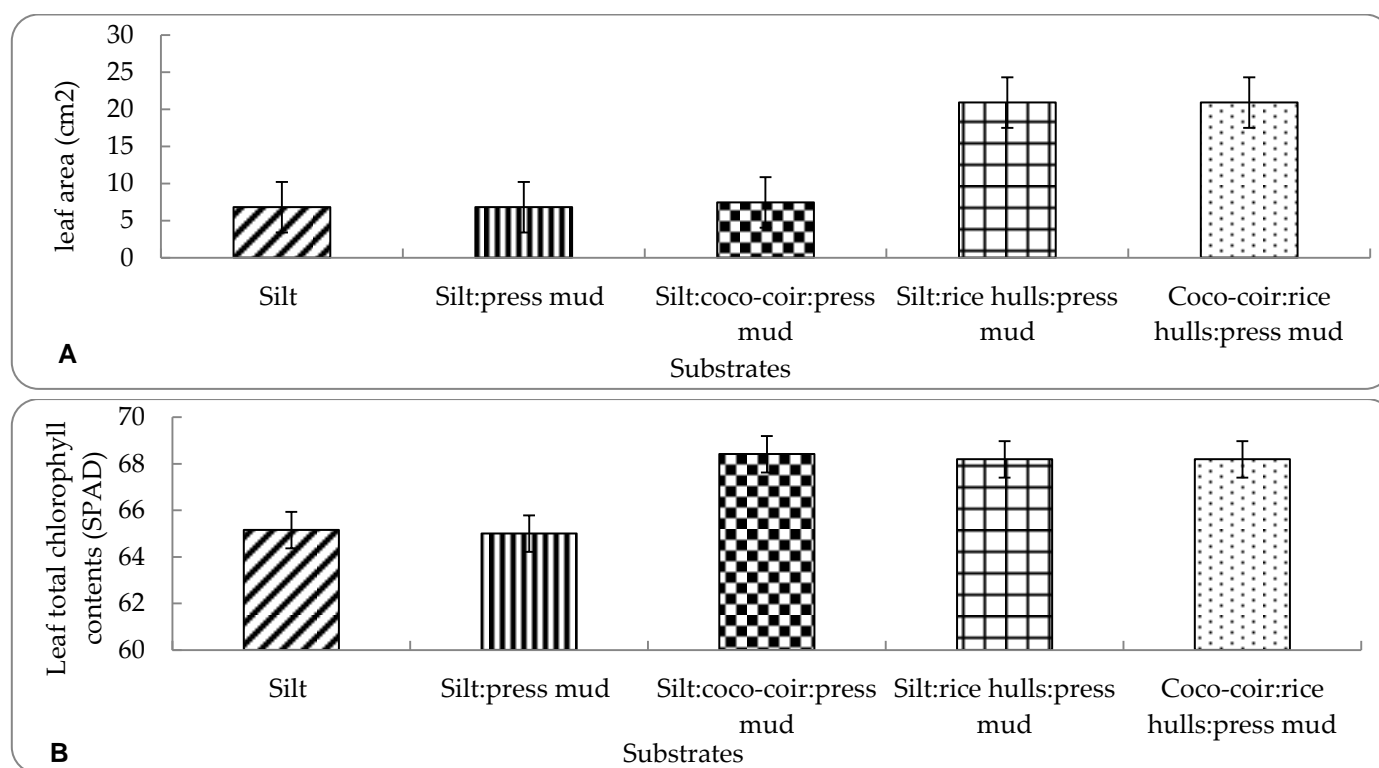 30
25
20
15
10
5
0
leaf area (cm2)
Silt
Silt:press mud
Silt:coco-coir:press
mud
Silt:rice hulls:press
mud
Coco-coir:rice
hulls:press mud
A
Substrates
70
68
66
64
62
60
Leaf total chlorophyll
contents (SPAD)
Silt
Silt:press mud
Silt:coco-coir:press
mud
Silt:rice hulls:press
mud
Coco-coir:rice
hulls:press mud
B
Substrates